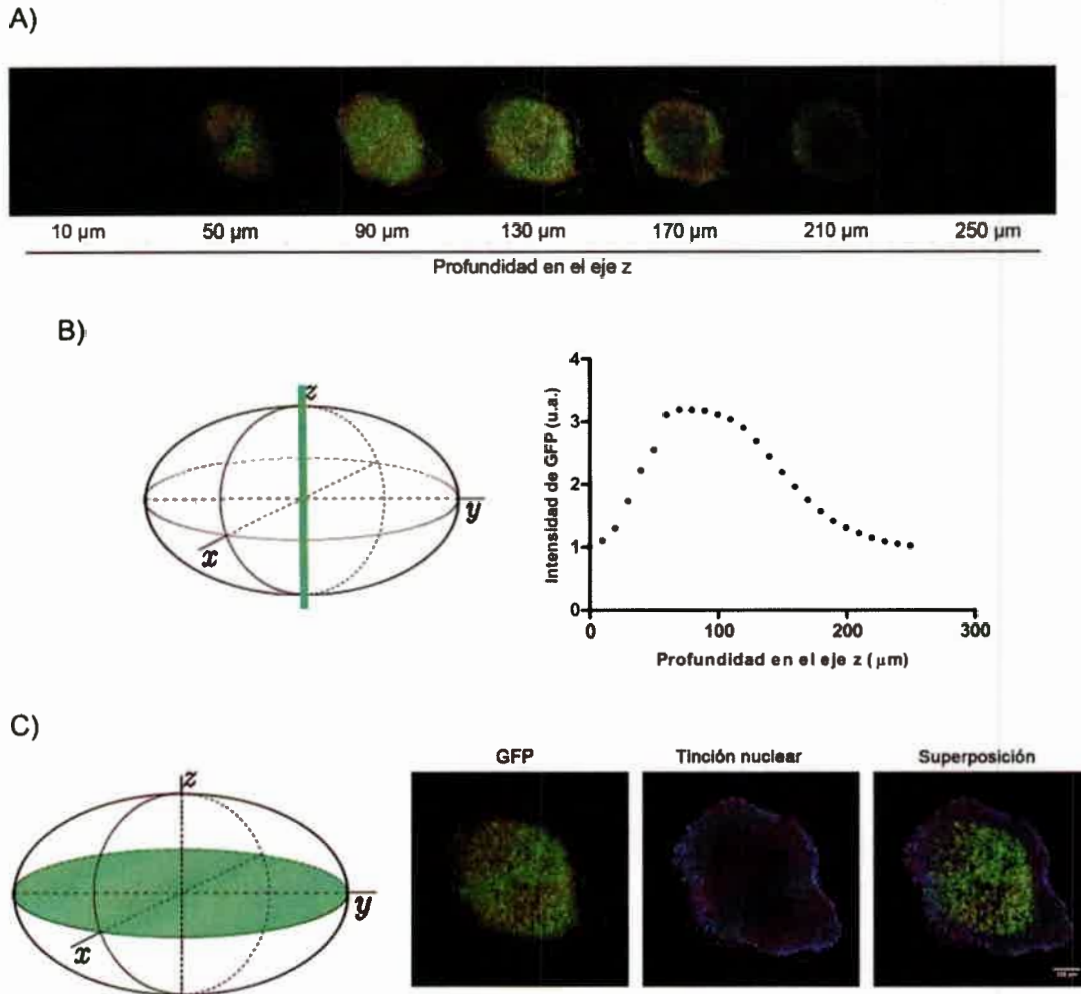 A)
10 µm 50 µm 90 µm 130 µm 170 µm 210 µm 250 µm
Profundidad en el eje z
B)
z
y
x
4
3
2
1
0
Intensidad de GFP (u.a.)
0 100 200 300
Profundidad en el eje z (µm)
C)
z
y
x
GFP Tinción nuclear Superposición